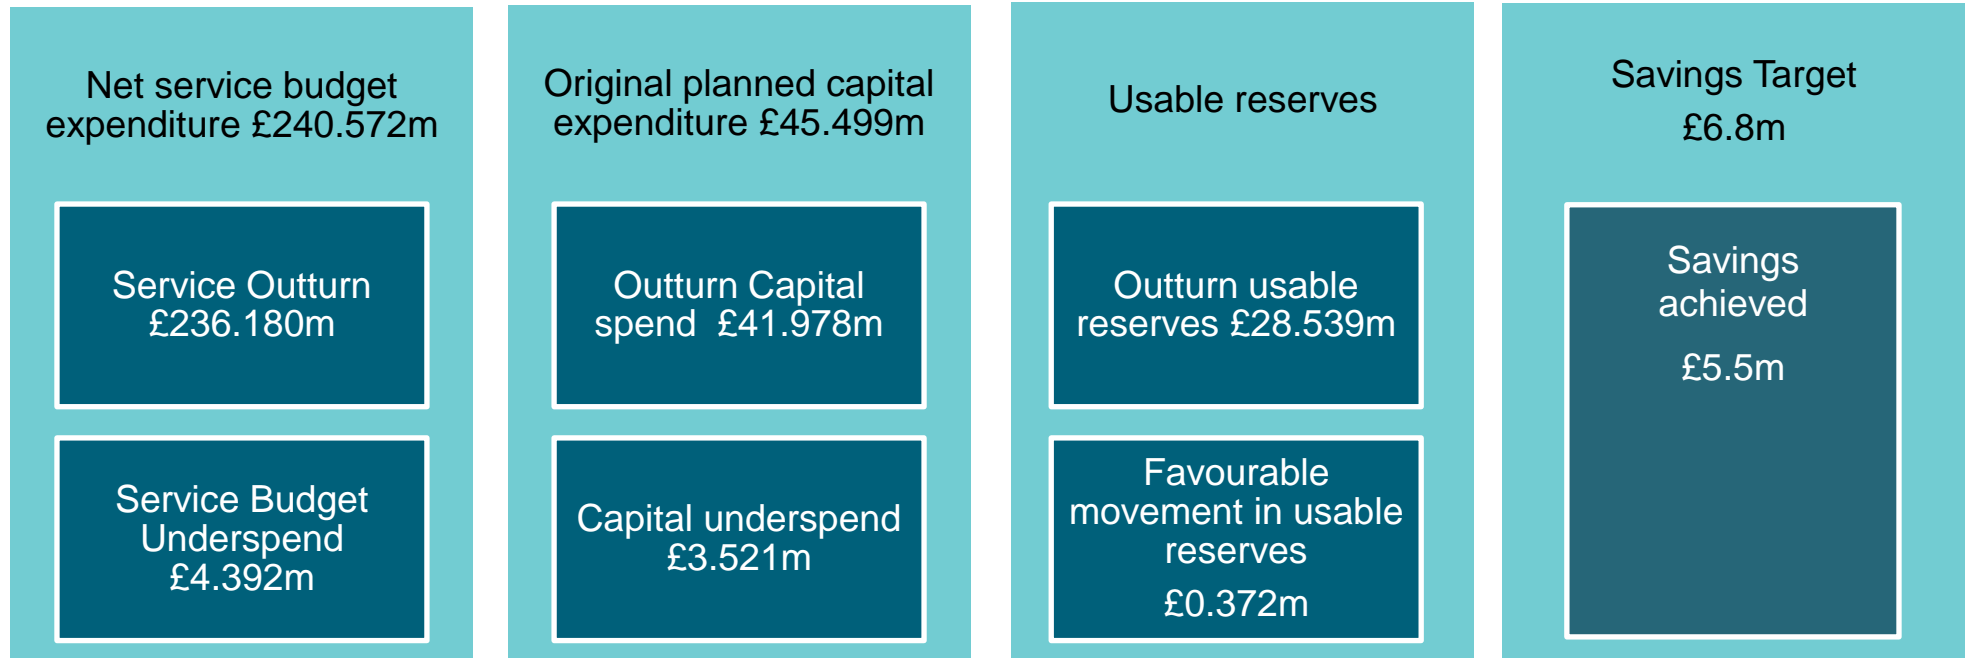 Net service budget
expenditure £240.572m
Service Outturn
£236.180m
Service Budget
Underspend
£4.392m
Original planned capital
expenditure £45.499m
Outturn Capital
spend £41.978m
Capital underspend
£3.521m
Usable reserves
Outturn usable
reserves £28.539m
Favourable
movement in usable
reserves
£0.372m
Savings Target
£6.8m
Savings
achieved
£5.5m